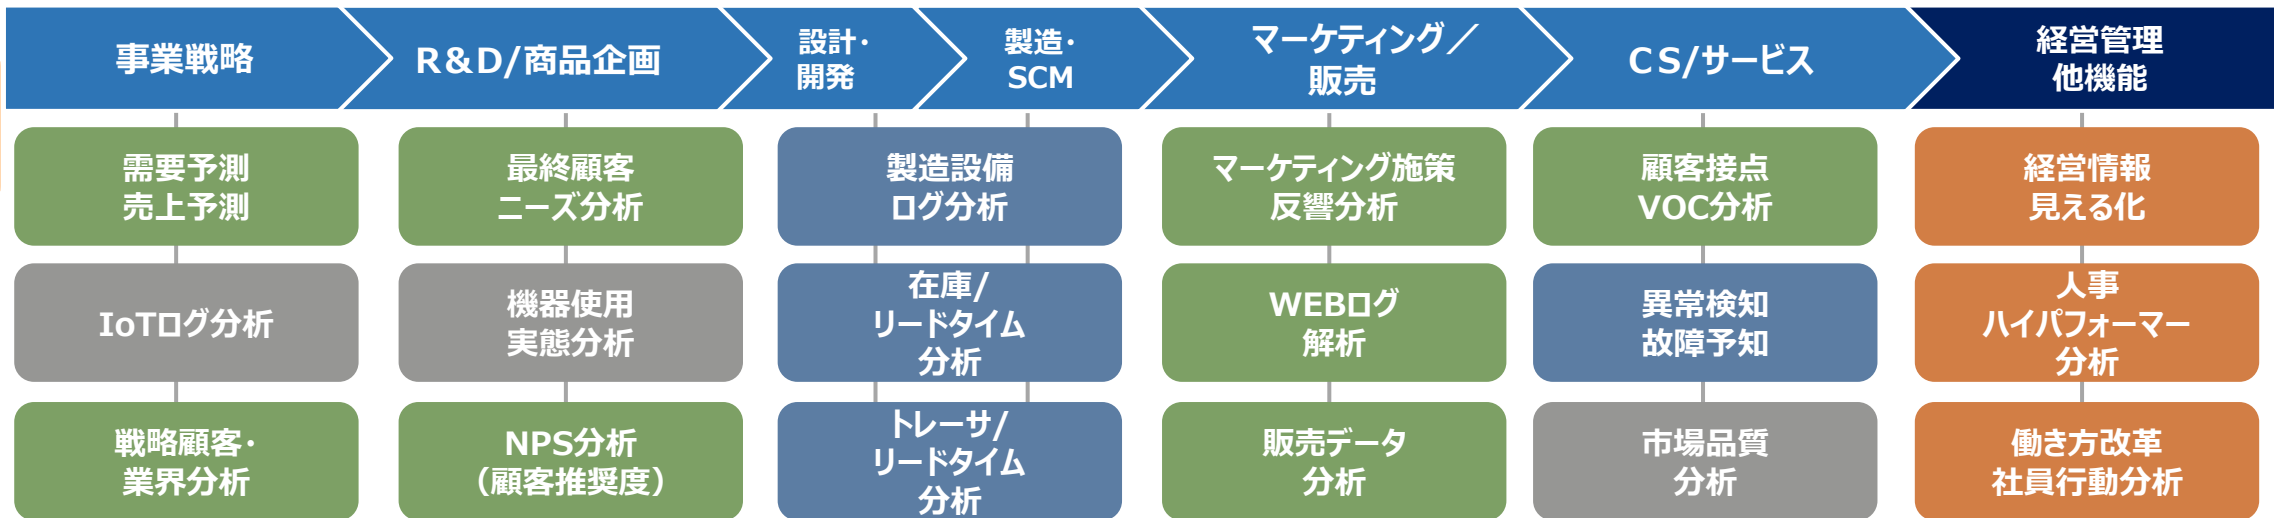 事業戦略
R&D/商品企画
設計・
開発
製造・
SCM
マーケティング／
販売
CS/サービス
経営管理
他機能
需要予測
売上予測
最終顧客
ニーズ分析
製造設備
ログ分析
マーケティング施策
反響分析
顧客接点
VOC分析
経営情報
見える化
IoTログ分析
機器使用
実態分析
在庫/
リードタイム
分析
WEBログ
解析
異常検知
故障予知
人事
ハイパフォーマー
分析
戦略顧客・
業界分析
NPS分析
（顧客推奨度）
トレーサ/
リードタイム
分析
販売データ
分析
市場品質
分析
働き方改革
社員行動分析